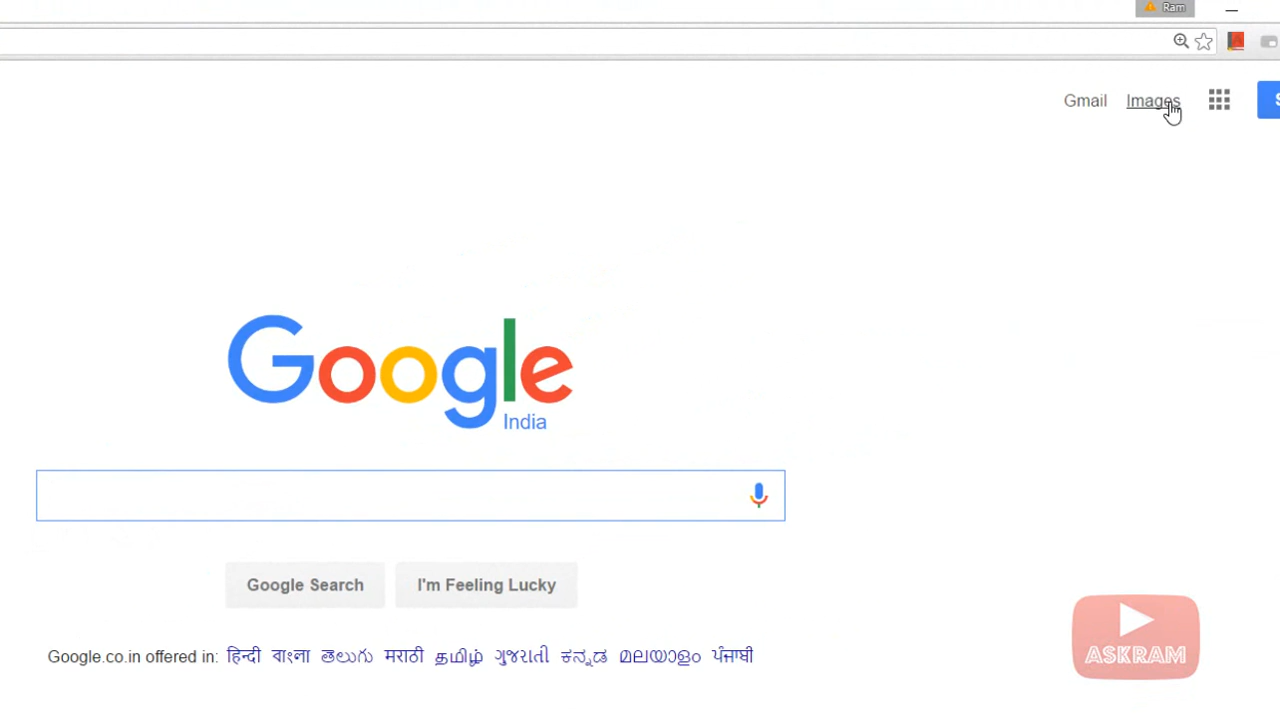 Ram
Gmail Images
Google
India
Google Search I'm Feeling Lucky
Google.co.in offered in: हिन्दी বাংলা తెలుగు मराठी தமிழ் ગુજરાતી ಕನ್ನಡ മലയാളം ਪੰਜਾਬੀ
ASKRAM